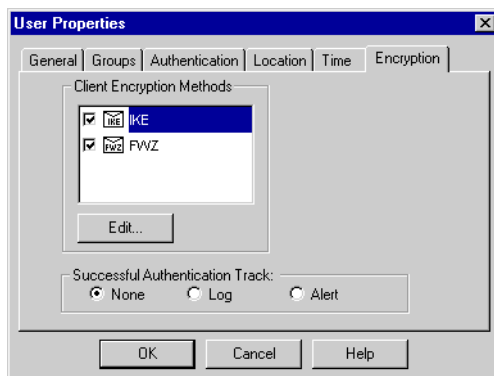 User Properties
General Groups Authentication Location Time Encryption
Client Encryption Methods
IKE IKE
FWZ FWZ
Edit...
Successful Authentication Track:
None Log Alert
OK Cancel Help